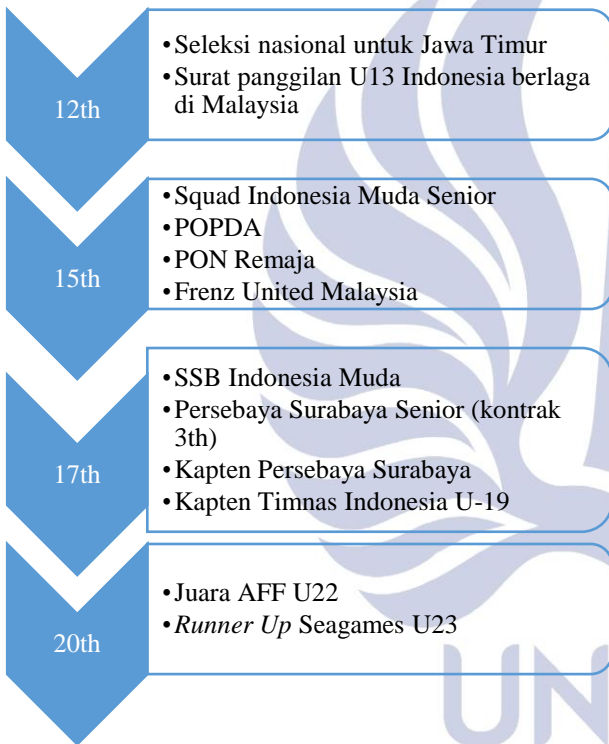 12th
•Seleksi nasional untuk Jawa Timur
•Surat panggilan U13 Indonesia berlaga
di Malaysia
15th
•Squad Indonesia Muda Senior
•POPDA
•PON Remaja
•Frenz United Malaysia
17th
•SSB Indonesia Muda
•Persebaya Surabaya Senior (kontrak
3th)
•Kapten Persebaya Surabaya
•Kapten Timnas Indonesia U-19
20th
•Juara AFF U22
•Runner Up Seagames U23
UN